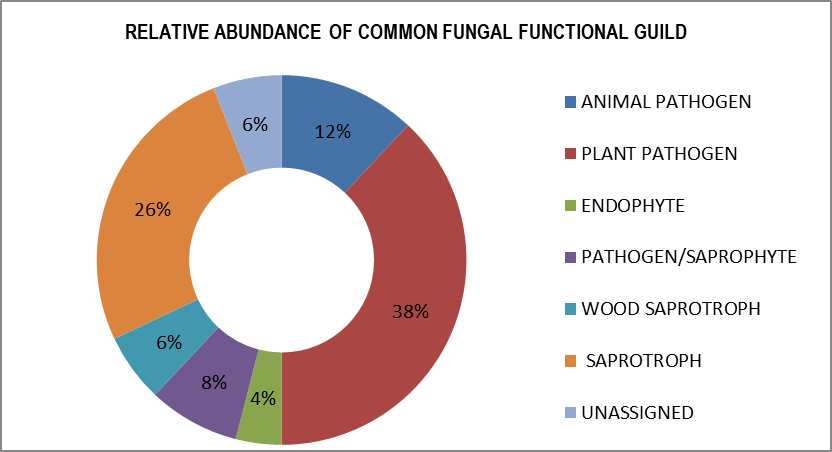 RELATIVE ABUNDANCE OF COMMON FUNGAL FUNCTIONAL GUILD
6%
12%
26%
38%
6%
8%
4%
ANIMAL PATHOGEN
PLANT PATHOGEN
ENDOPHYTE
PATHOGEN/SAPROPHYTE
WOOD SAPROTROPH
SAPROTROPH
UNASSIGNED